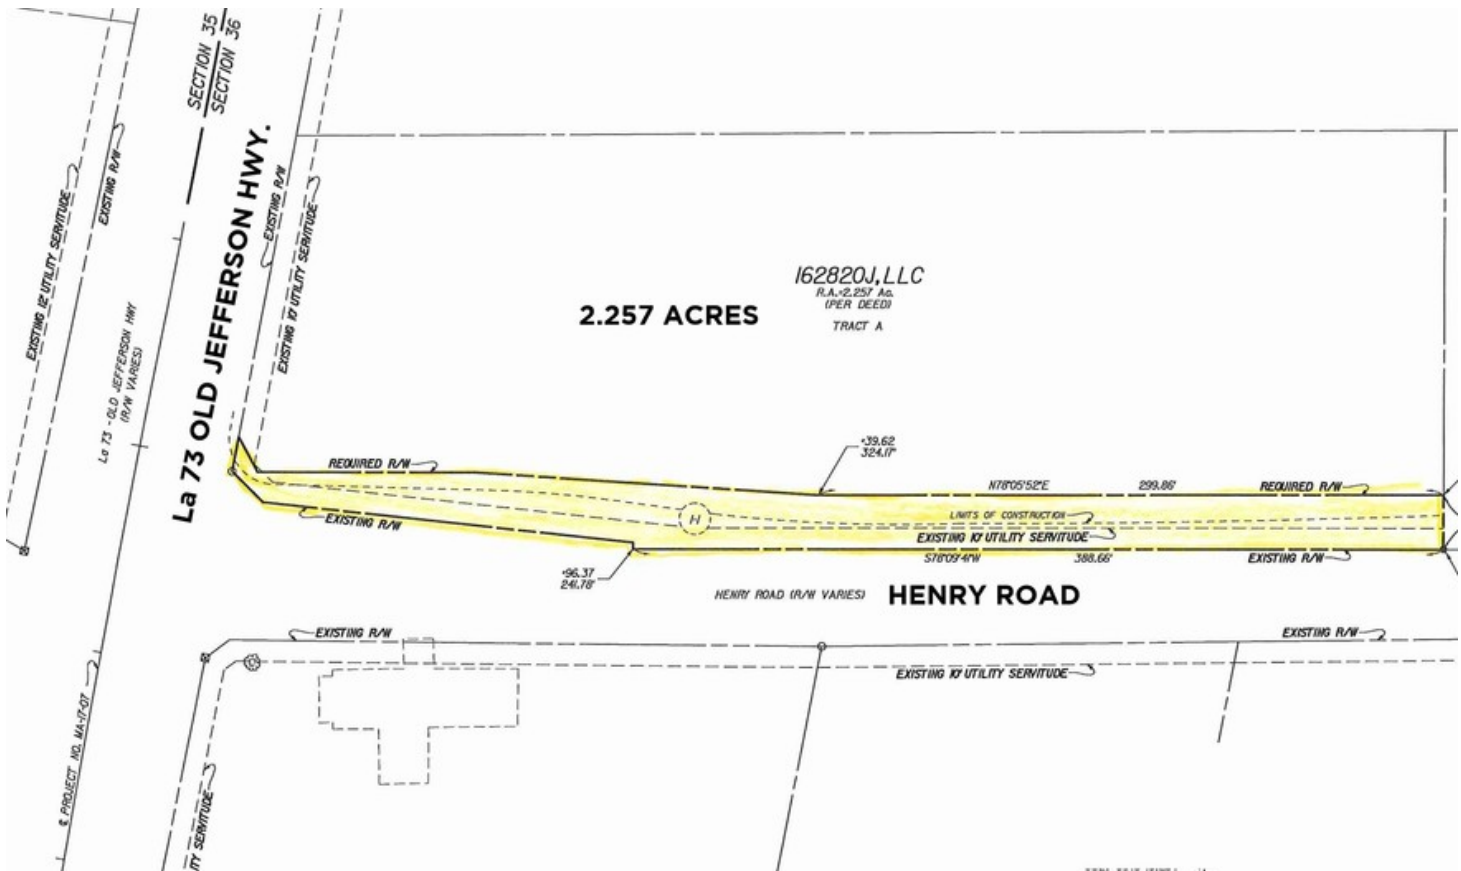 SECTION 35
SECTION 36
EXISTING 12' UTILITY SERVITUDE
EXISTING R/W
La 73 OLD JEFFERSON HWY.
EXISTING R/W
EXISTING 10' UTILITY SERVITUDE
La 73 - OLD JEFFERSON HWY
(R/W VARIES)
162820J, LLC
R.A.=2.257 Ac.
(PER DEED)
TRACT A
2.257 ACRES
REQUIRED R/W
39.62
324.17'
N78°05'52"E
299.86'
REQUIRED R/W
EXISTING R/W
H
LIMITS OF CONSTRUCTION
EXISTING 10' UTILITY SERVITUDE
96.37
241.78'
S78°09'41"W
388.66'
EXISTING R/W
HENRY ROAD (R/W VARIES)
HENRY ROAD
EXISTING R/W
EXISTING R/W
EXISTING 10' UTILITY SERVITUDE
℄ PROJECT NO. MA-17-07
SERVITUDE